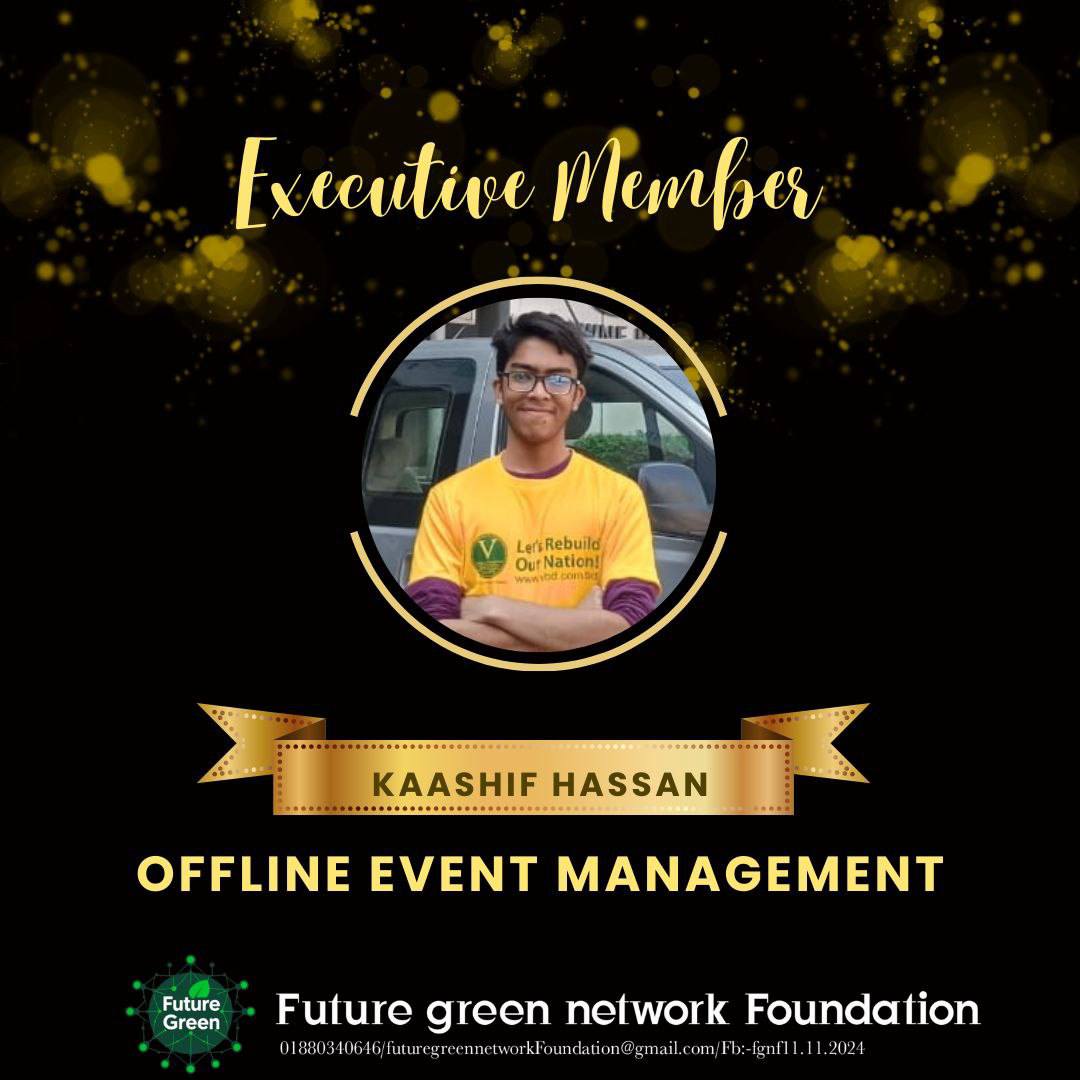 Executive Member
Let's Rebuild
Our Nation!
KAASHIF HASSAN
OFFLINE EVENT MANAGEMENT
Future
Green
Future green network Foundation
01880340646/futuregreennetworkFoundation@gmail.com/Fb:-fgnf11.11.2024